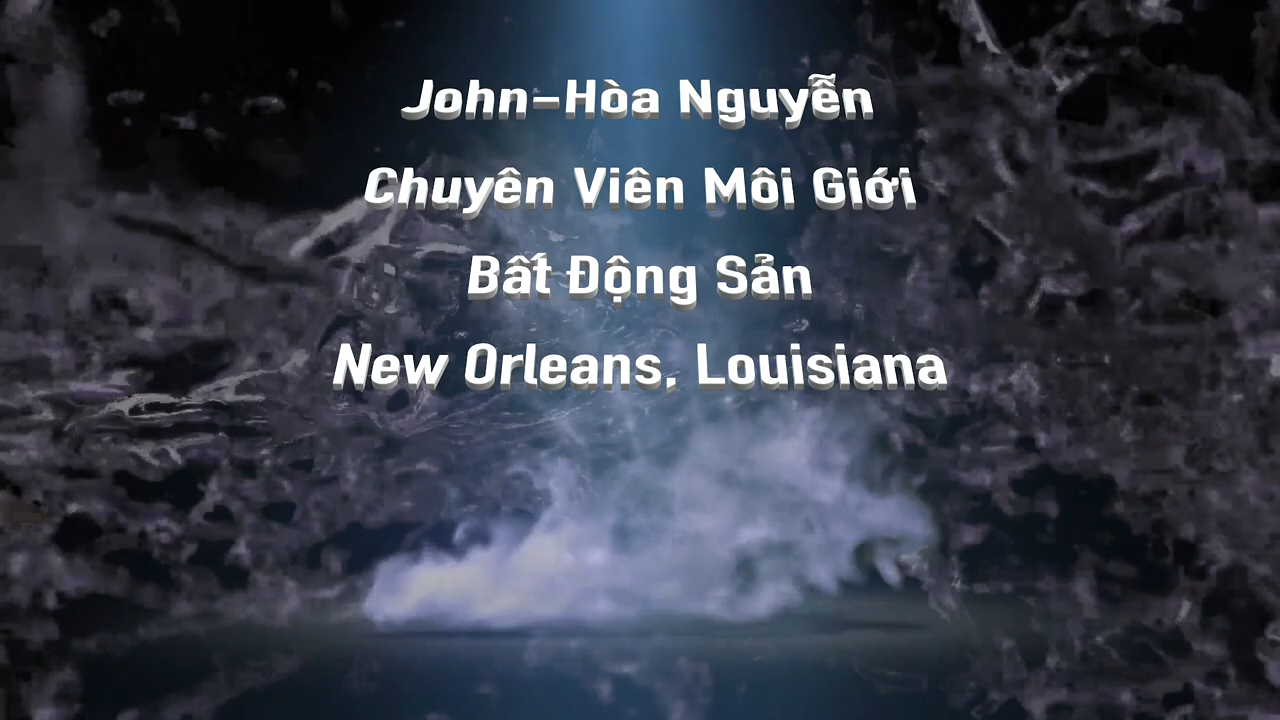 John-Hòa Nguyễn
Chuyên Viên Môi Giới
Bất Động Sản
New Orleans, Louisiana